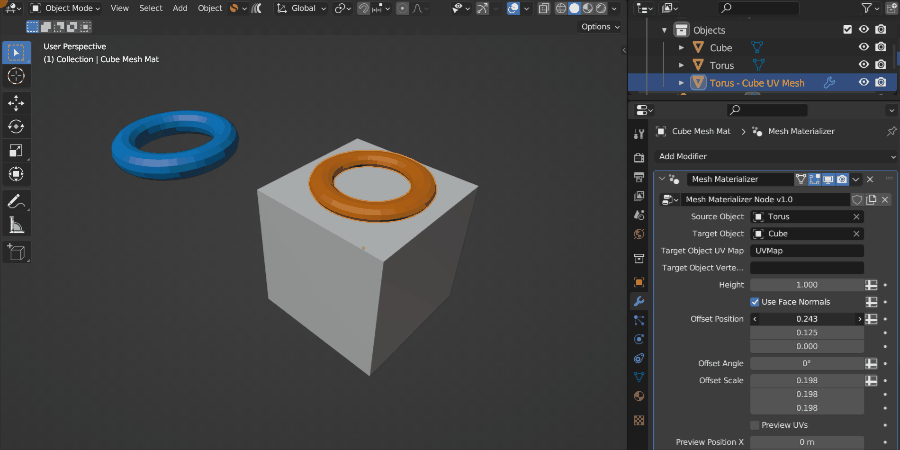 Object Mode View Select Add Object Global
Options
User Perspective
(1) Collection | Cube Mesh Mat
Objects
Cube
Torus
Torus - Cube UV Mesh
Cube Mesh Mat > Mesh Materializer
Add Modifier
Mesh Materializer
Mesh Materializer Node v1.0
Source Object Torus
Target Object Cube
Target Object UV Map UVMap
Target Object Verte...
Height 1.000
Use Face Normals
Offset Position 0.243
0.125
0.000
Offset Angle 0°
Offset Scale 0.198
0.198
0.198
Preview UVs
Preview Position X 0 m